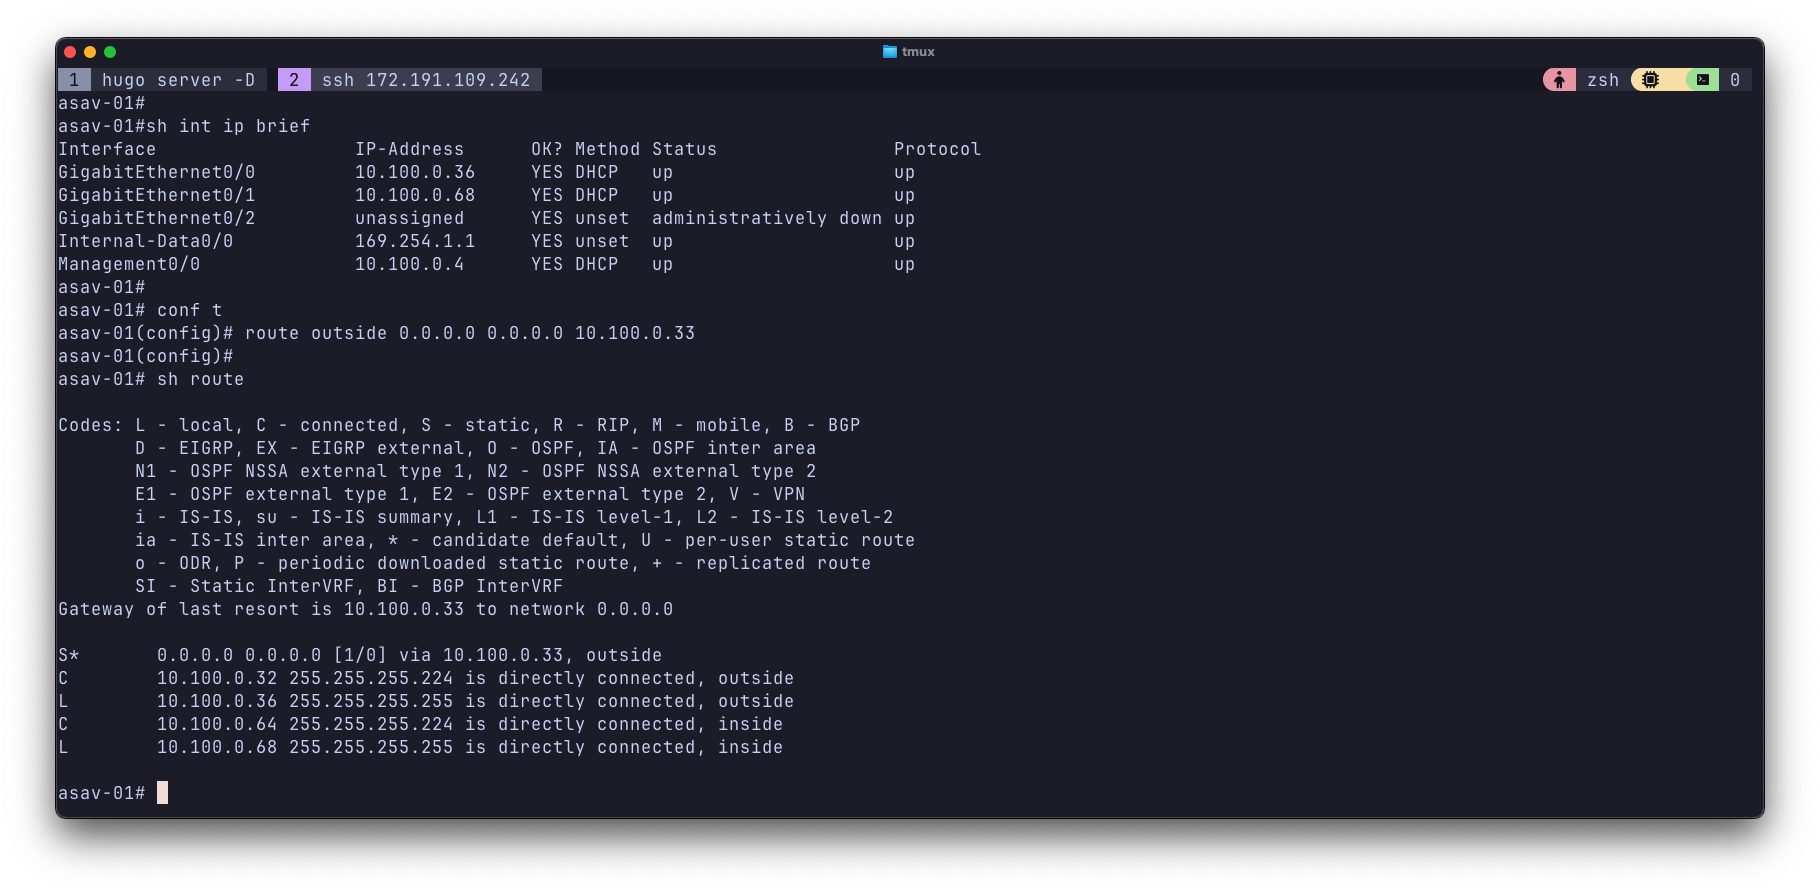 tmux
1 hugo server -D 2 ssh 172.191.109.242 zsh 0
asav-01#
asav-01#sh int ip brief
Interface                  IP-Address      OK? Method Status                Protocol
GigabitEthernet0/0         10.100.0.36     YES DHCP   up                    up
GigabitEthernet0/1         10.100.0.68     YES DHCP   up                    up
GigabitEthernet0/2         unassigned      YES unset  administratively down up
Internal-Data0/0           169.254.1.1     YES unset  up                    up
Management0/0              10.100.0.4      YES DHCP   up                    up
asav-01#
asav-01# conf t
asav-01(config)# route outside 0.0.0.0 0.0.0.0 10.100.0.33
asav-01(config)#
asav-01# sh route
Codes: L - local, C - connected, S - static, R - RIP, M - mobile, B - BGP
       D - EIGRP, EX - EIGRP external, O - OSPF, IA - OSPF inter area
       N1 - OSPF NSSA external type 1, N2 - OSPF NSSA external type 2
       E1 - OSPF external type 1, E2 - OSPF external type 2, V - VPN
       i - IS-IS, su - IS-IS summary, L1 - IS-IS level-1, L2 - IS-IS level-2
       ia - IS-IS inter area, * - candidate default, U - per-user static route
       o - ODR, P - periodic downloaded static route, + - replicated route
       SI - Static InterVRF, BI - BGP InterVRF
Gateway of last resort is 10.100.0.33 to network 0.0.0.0
S*       0.0.0.0 0.0.0.0 [1/0] via 10.100.0.33, outside
C        10.100.0.32 255.255.255.224 is directly connected, outside
L        10.100.0.36 255.255.255.255 is directly connected, outside
C        10.100.0.64 255.255.255.224 is directly connected, inside
L        10.100.0.68 255.255.255.255 is directly connected, inside
asav-01#